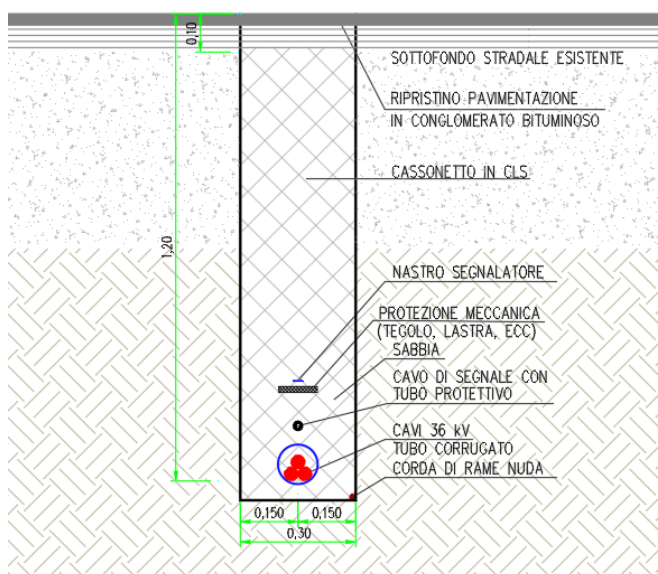 0,10
SOTTOFONDO STRADALE ESISTENTE
RIPRISTINO PAVIMENTAZIONE
IN CONGLOMERATO BITUMINOSO
CASSONETTO IN CLS
1,20
NASTRO SEGNALATORE
PROTEZIONE MECCANICA
(TEGOLO, LASTRA, ECC)
SABBIA
CAVO DI SEGNALE CON
TUBO PROTETTIVO
CAVI 36 kV
TUBO CORRUGATO
CORDA DI RAME NUDA
0,150 0,150
0,30